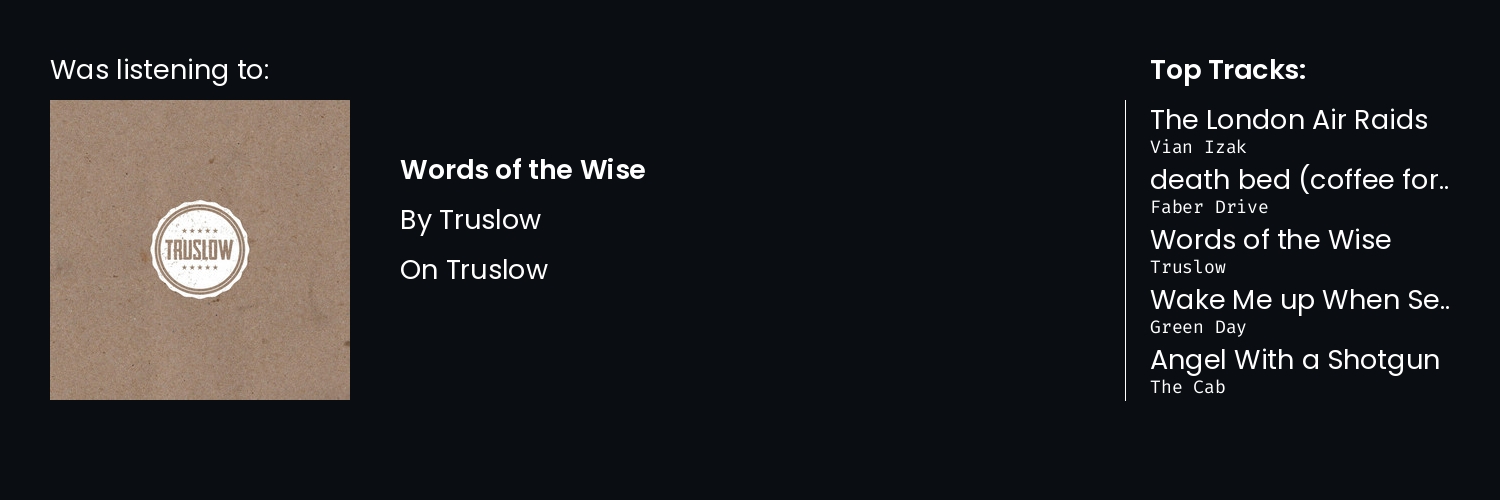 Was listening to:
TRUSLOW
Words of the Wise
By Truslow
On Truslow
Top Tracks:
The London Air Raids
Vian Izak
death bed (coffee for..
Faber Drive
Words of the Wise
Truslow
Wake Me up When Se..
Green Day
Angel With a Shotgun
The Cab